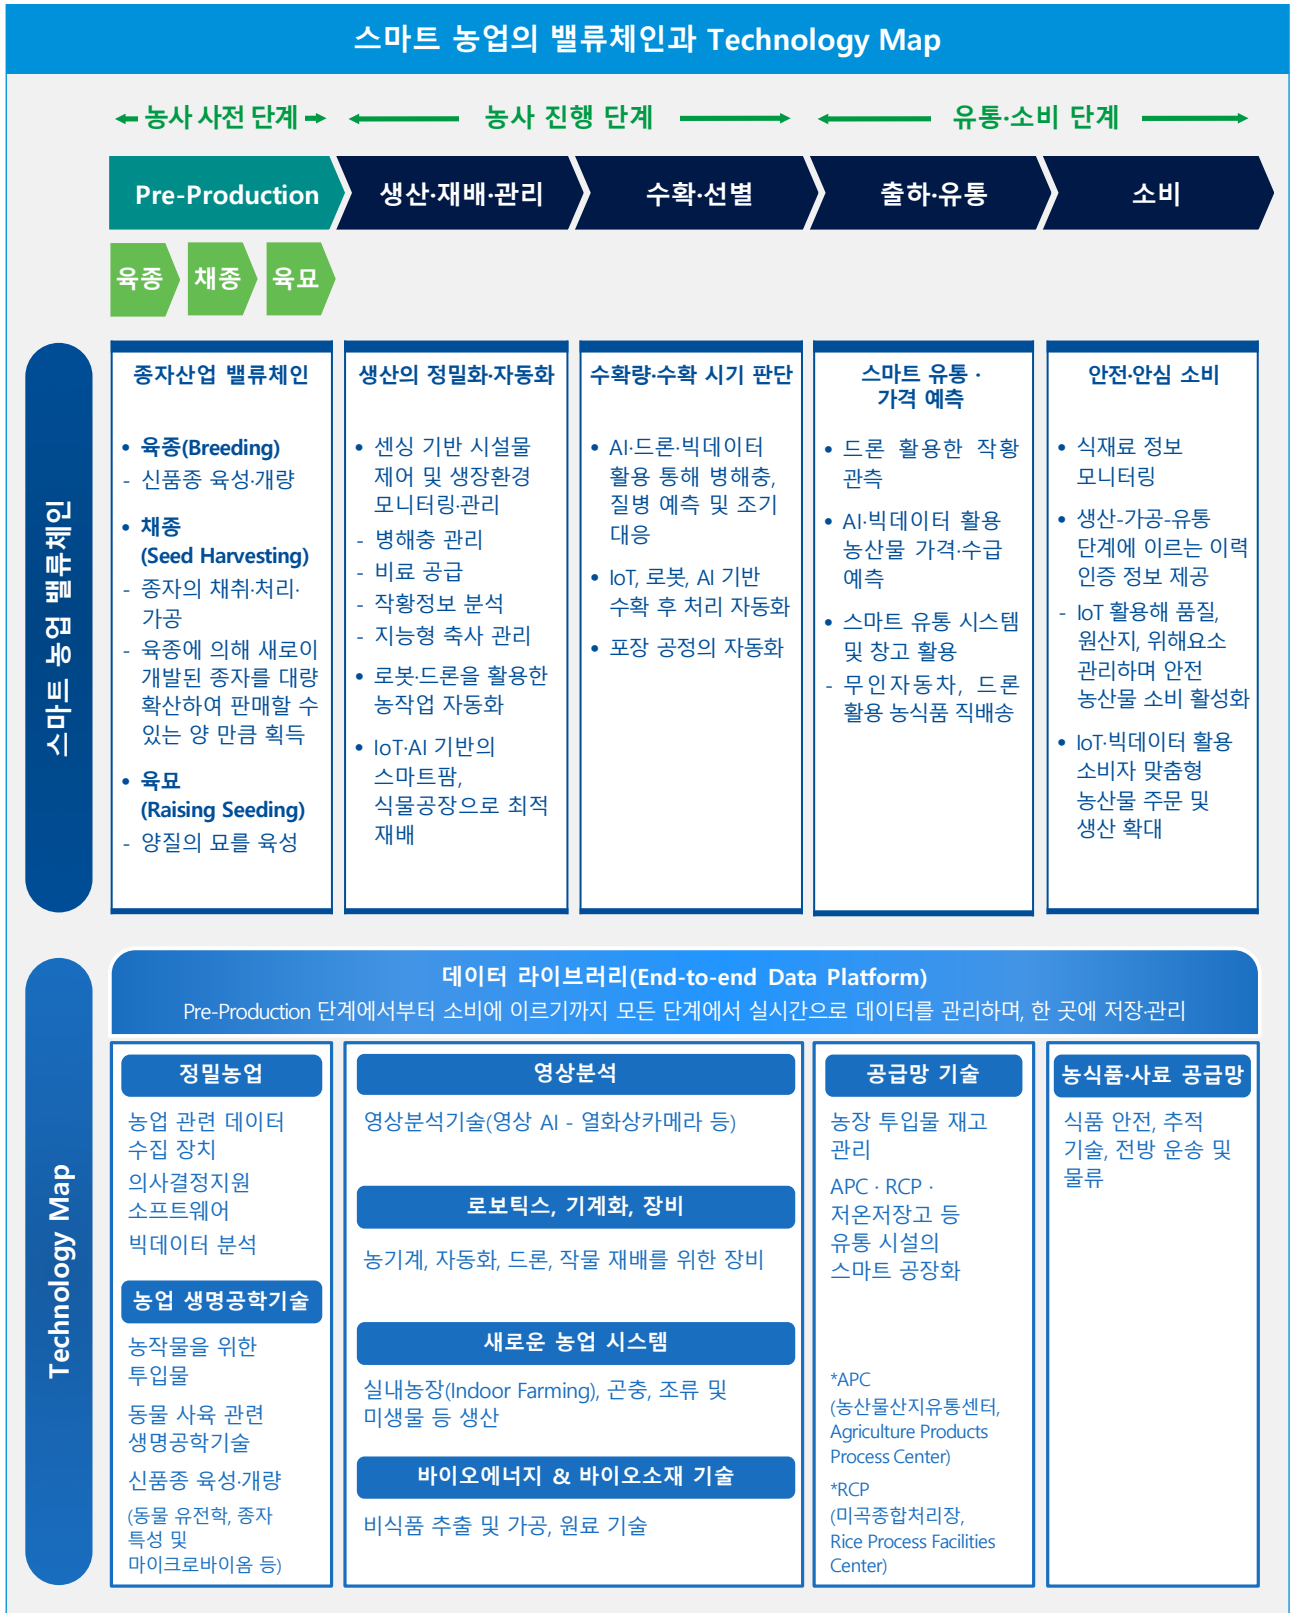 스마트 농업의 밸류체인과 Technology Map
농사 사전 단계
농사 진행 단계
유통·소비 단계
Pre-Production
생산·재배·관리
수확·선별
출하·유통
소비
육종
채종
육묘
스마트 농업 밸류체인
종자산업 밸류체인
• 육종(Breeding)
- 신품종 육성·개량
• 채종
(Seed Harvesting)
- 종자의 채취·처리·
가공
- 육종에 의해 새로이
개발된 종자를 대량
확산하여 판매할 수
있는 양 만큼 획득
• 육묘
(Raising Seeding)
- 양질의 묘를 육성
생산의 정밀화·자동화
• 센싱 기반 시설물
제어 및 생장환경
모니터링·관리
- 병해충 관리
- 비료 공급
- 작황정보 분석
- 지능형 축사 관리
• 로봇·드론을 활용한
농작업 자동화
• IoT·AI 기반의
스마트팜,
식물공장으로 최적
재배
수확량·수확 시기 판단
• AI·드론·빅데이터
활용 통해 병해충,
질병 예측 및 조기
대응
• IoT, 로봇, AI 기반
수확 후 처리 자동화
• 포장 공정의 자동화
스마트 유통 ·
가격 예측
• 드론 활용한 작황
관측
• AI·빅데이터 활용
농산물 가격·수급
예측
• 스마트 유통 시스템
및 창고 활용
- 무인자동차, 드론
활용 농식품 직배송
안전·안심 소비
• 식재료 정보
모니터링
• 생산-가공-유통
단계에 이르는 이력
인증 정보 제공
- IoT 활용해 품질,
원산지, 위해요소
관리하며 안전
농산물 소비 활성화
• IoT·빅데이터 활용
소비자 맞춤형
농산물 주문 및
생산 확대
Technology Map
데이터 라이브러리(End-to-end Data Platform)
Pre-Production 단계에서부터 소비에 이르기까지 모든 단계에서 실시간으로 데이터를 관리하며, 한 곳에 저장·관리
정밀농업
농업 관련 데이터
수집 장치
의사결정지원
소프트웨어
빅데이터 분석
농업 생명공학기술
농작물을 위한
투입물
동물 사육 관련
생명공학기술
신품종 육성·개량
(동물 유전학, 종자
특성 및
마이크로바이옴 등)
영상분석
영상분석기술(영상 AI - 열화상카메라 등)
로보틱스, 기계화, 장비
농기계, 자동화, 드론, 작물 재배를 위한 장비
새로운 농업 시스템
실내농장(Indoor Farming), 곤충, 조류 및
미생물 등 생산
바이오에너지 & 바이오소재 기술
비식품 추출 및 가공, 원료 기술
공급망 기술
농장 투입물 재고
관리
APC · RCP ·
저온저장고 등
유통 시설의
스마트 공장화
*APC
(농산물산지유통센터,
Agriculture Products
Process Center)
*RCP
(미곡종합처리장,
Rice Process Facilities
Center)
농식품·사료 공급망
식품 안전, 추적
기술, 전방 운송 및
물류